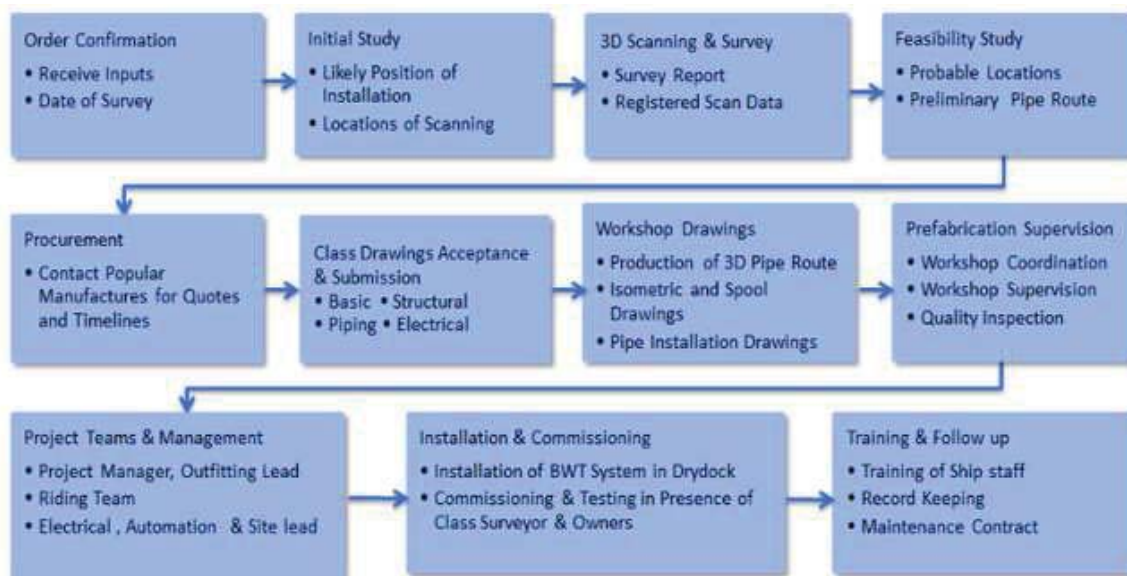 Order Confirmation
• Receive Inputs
• Date of Survey
Initial Study
• Likely Position of
Installation
• Locations of Scanning
3D Scanning & Survey
• Survey Report
• Registered Scan Data
Feasibility Study
• Probable Locations
• Preliminary Pipe Route
Procurement
• Contact Popular
Manufactures for Quotes
and Timelines
Class Drawings Acceptance
& Submission
• Basic • Structural
• Piping • Electrical
Workshop Drawings
• Production of 3D Pipe Route
• Isometric and Spool
Drawings
• Pipe Installation Drawings
Prefabrication Supervision
• Workshop Coordination
• Workshop Supervision
• Quality Inspection
Project Teams & Management
• Project Manager, Outfitting Lead
• Riding Team
• Electrical , Automation & Site lead
Installation & Commissioning
• Installation of BWT System in Drydock
• Commissioning & Testing in Presence of
Class Surveyor & Owners
Training & Follow up
• Training of Ship staff
• Record Keeping
• Maintenance Contract